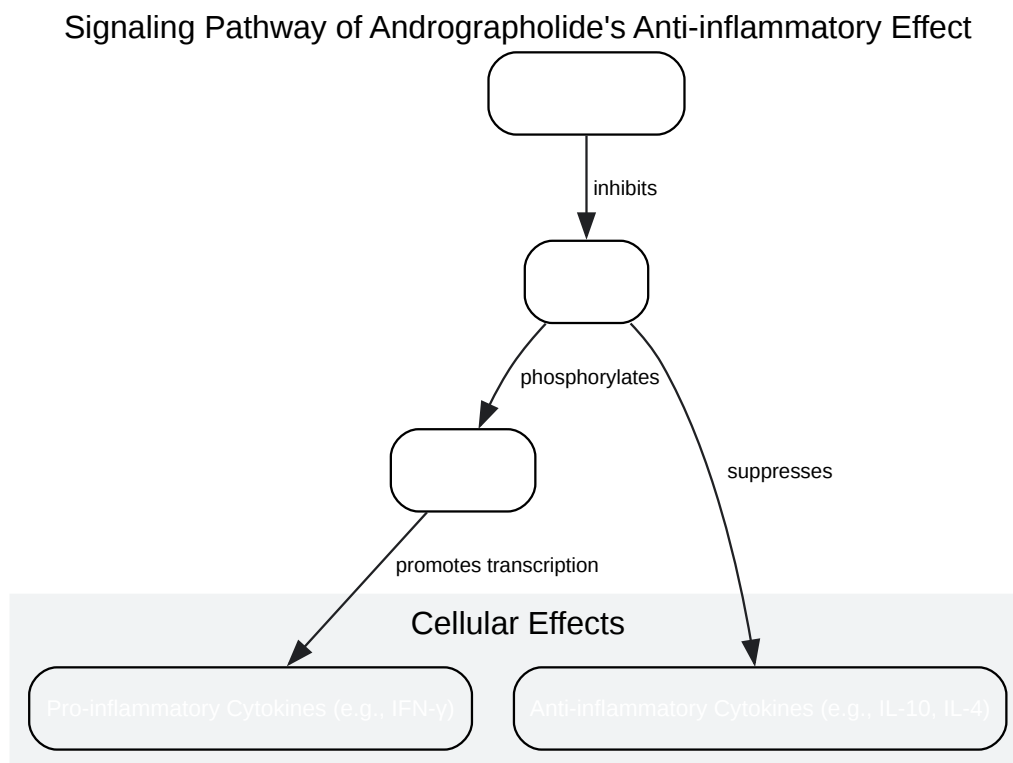 Signaling Pathway of Andrographolide's Anti-inflammatory Effect
inhibits
phosphorylates
suppresses
promotes transcription
Cellular Effects
Pro-inflammatory Cytokines (e.g., IFN-γ)
Anti-inflammatory Cytokines (e.g., IL-10, IL-4)